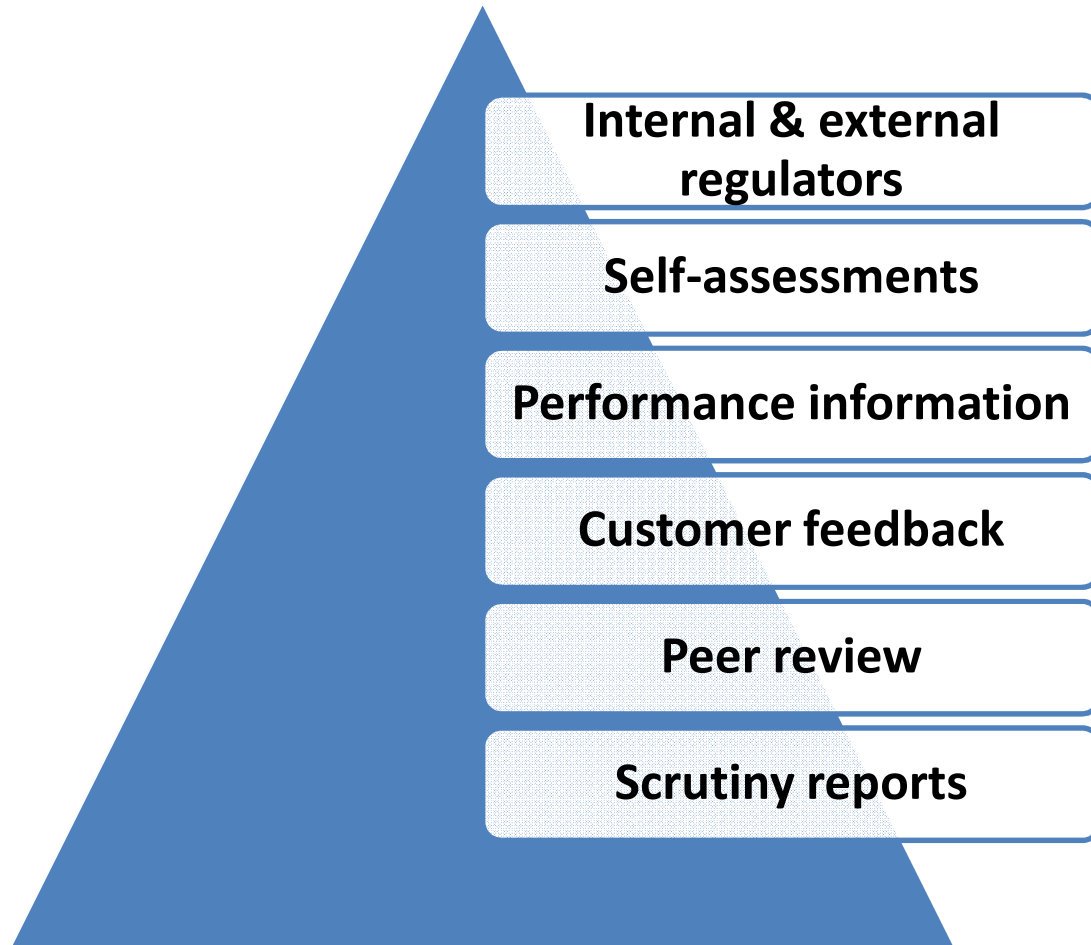 Internal & external
regulators
Self-assessments
Performance information
Customer feedback
Peer review
Scrutiny reports